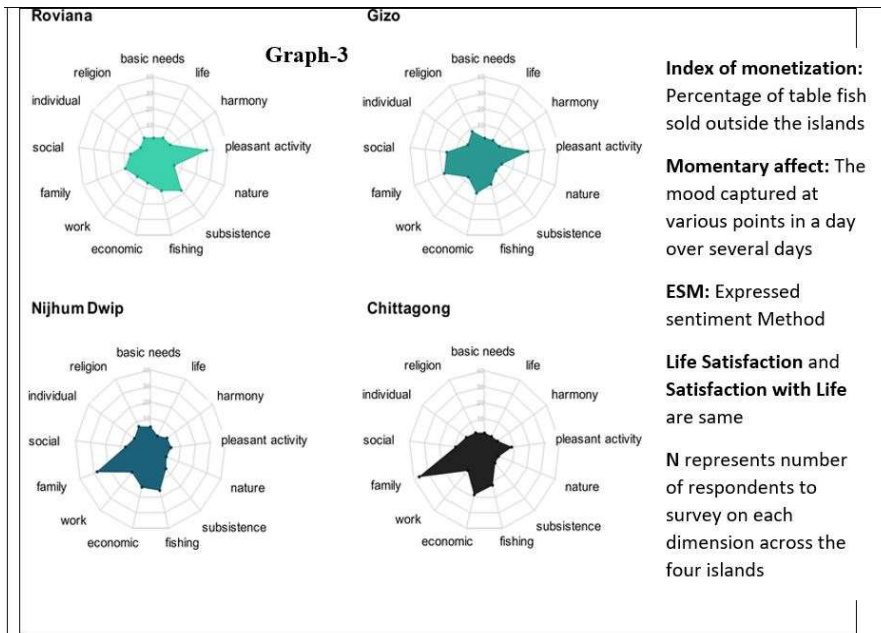 Roviana
Gizo
Graph-3
basic needs
life
harmony
pleasant activity
nature
subsistence
fishing
economic
work
family
social
individual
religion
basic needs
life
harmony
pleasant activity
nature
subsistence
fishing
economic
work
family
social
individual
religion
Nijhum Dwip
Chittagong
basic needs
life
harmony
pleasant activity
nature
subsistence
fishing
economic
work
family
social
individual
religion
basic needs
life
harmony
pleasant activity
nature
subsistence
fishing
economic
work
family
social
individual
religion
Index of monetization:
Percentage of table fish
sold outside the islands
Momentary affect: The
mood captured at
various points in a day
over several days
ESM: Expressed
sentiment Method
Life Satisfaction and
Satisfaction with Life
are same
N represents number
of respondents to
survey on each
dimension across the
four islands